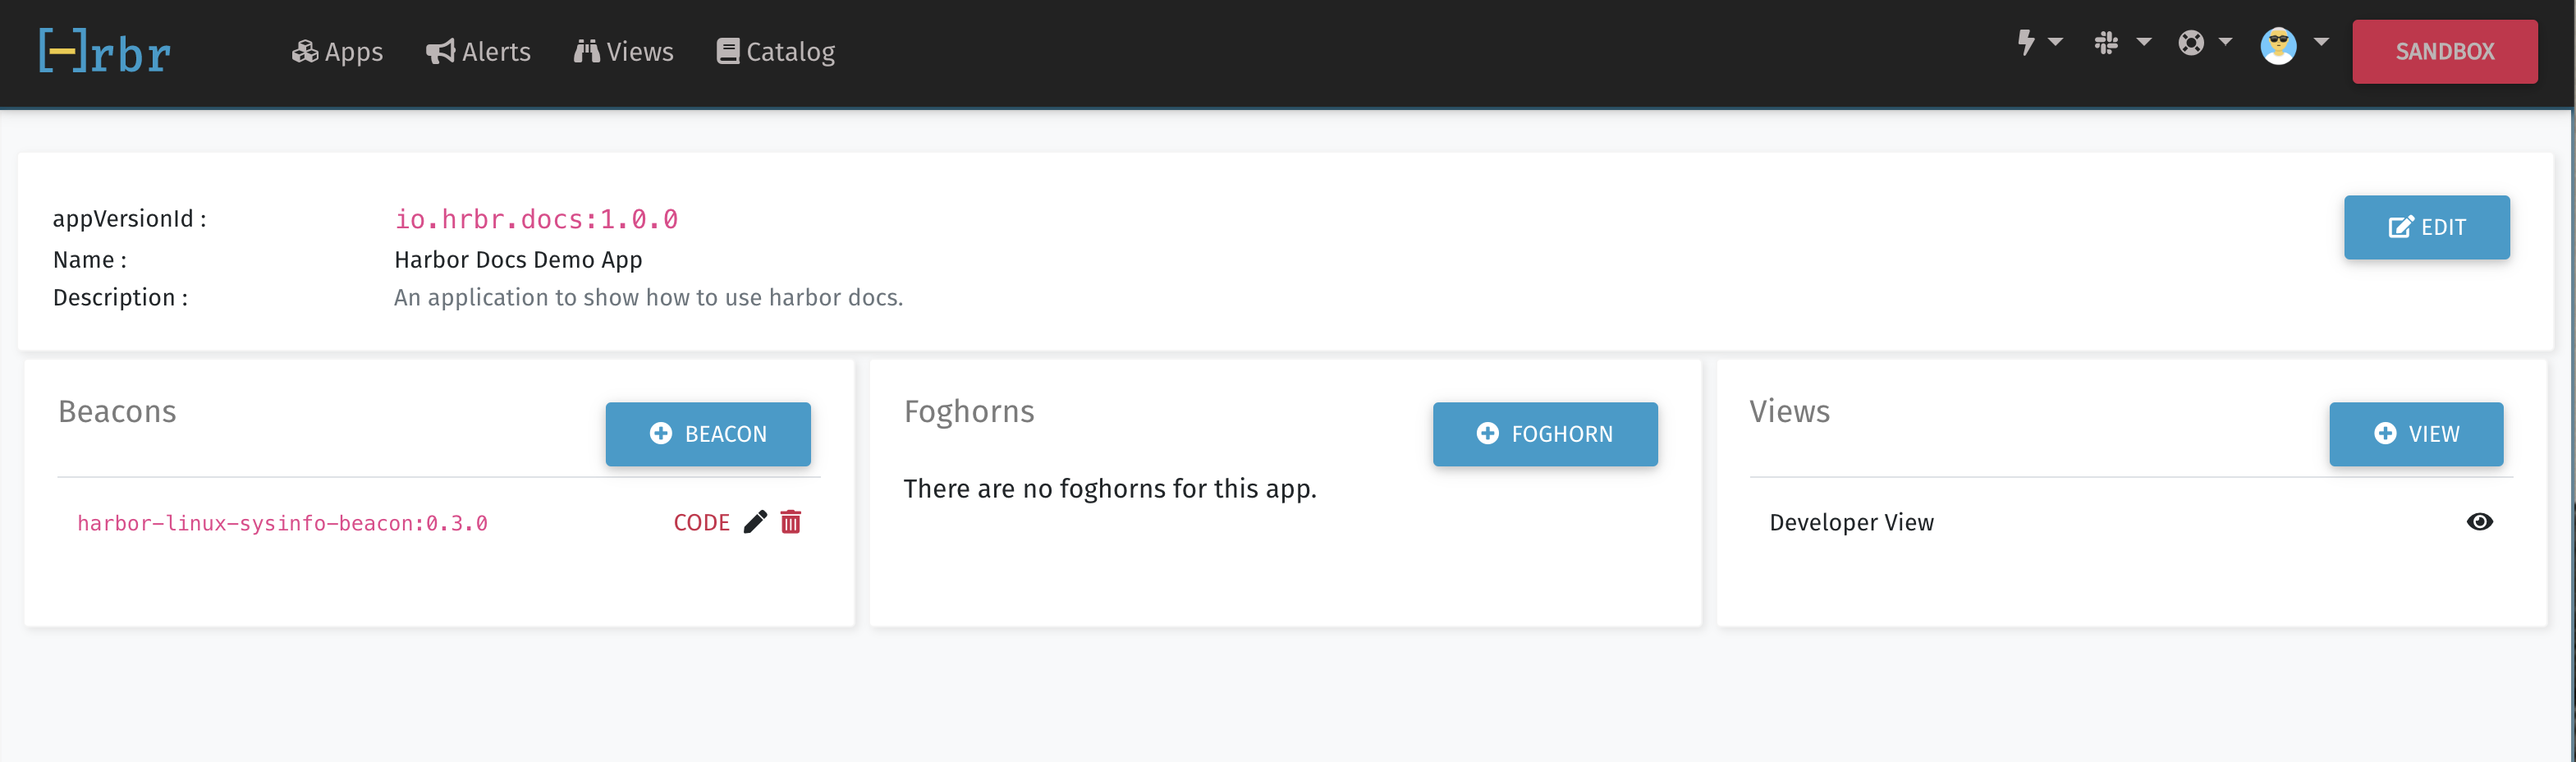 [-]rbr Apps Alerts Views Catalog SANDBOX
appVersionId : io.hrbr.docs:1.0.0
EDIT
Name : Harbor Docs Demo App
Description : An application to show how to use harbor docs.
Beacons
BEACON
harbor-linux-sysinfo-beacon:0.3.0 CODE
Foghorns
FOGHORN
There are no foghorns for this app.
Views
VIEW
Developer View